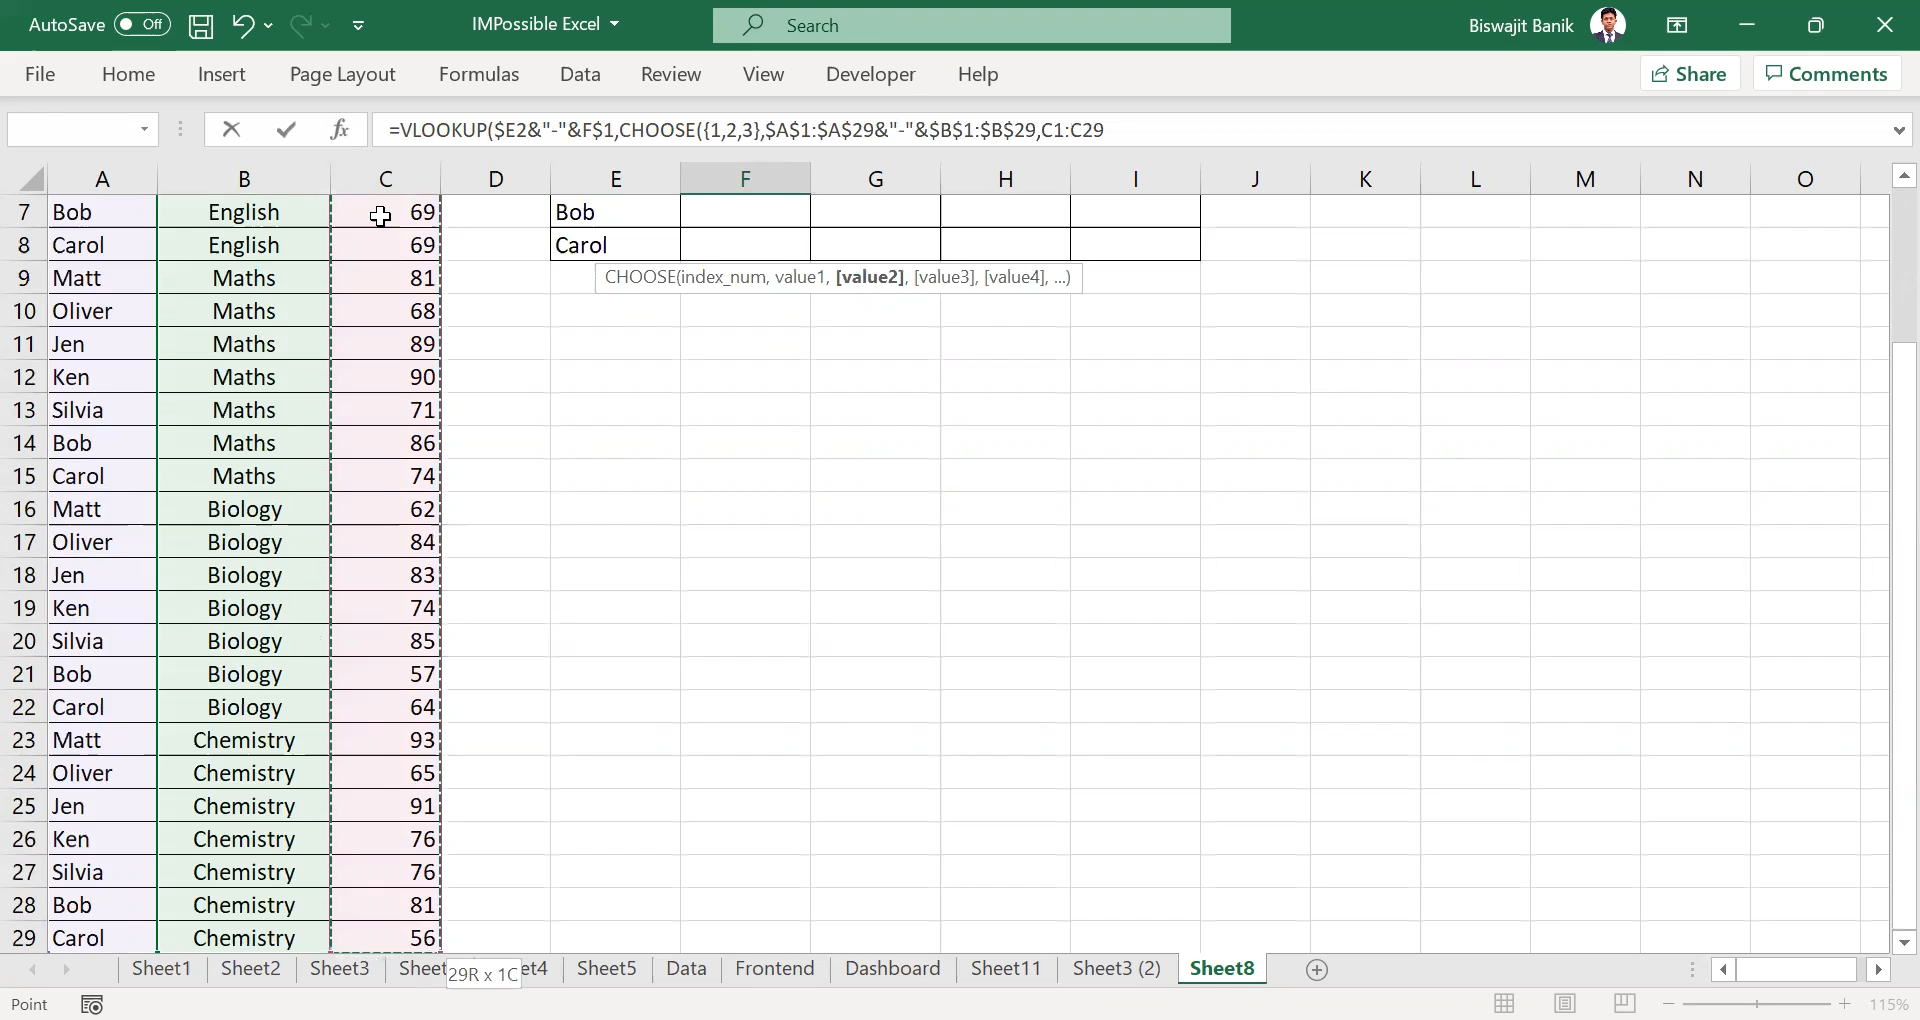 AutoSave Off IMPossible Excel Search Biswajit Banik
File Home Insert Page Layout Formulas Data Review View Developer Help Share Comments
fx =VLOOKUP($E2&"-"&F$1,CHOOSE({1,2,3},$A$1:$A$29&"-"&$B$1:$B$29,C1:C29
A B C D E F G H I J K L M N O
7 Bob English 69 Bob
8 Carol English 69 Carol
9 Matt Maths 81 CHOOSE(index_num, value1, [value2], [value3], [value4], ...)
10 Oliver Maths 68
11 Jen Maths 89
12 Ken Maths 90
13 Silvia Maths 71
14 Bob Maths 86
15 Carol Maths 74
16 Matt Biology 62
17 Oliver Biology 84
18 Jen Biology 83
19 Ken Biology 74
20 Silvia Biology 85
21 Bob Biology 57
22 Carol Biology 64
23 Matt Chemistry 93
24 Oliver Chemistry 65
25 Jen Chemistry 91
26 Ken Chemistry 76
27 Silvia Chemistry 76
28 Bob Chemistry 81
29 Carol Chemistry 56
Sheet1 Sheet2 Sheet3 Sheet 29R x 1C et4 Sheet5 Data Frontend Dashboard Sheet11 Sheet3 (2) Sheet8
Point 115%